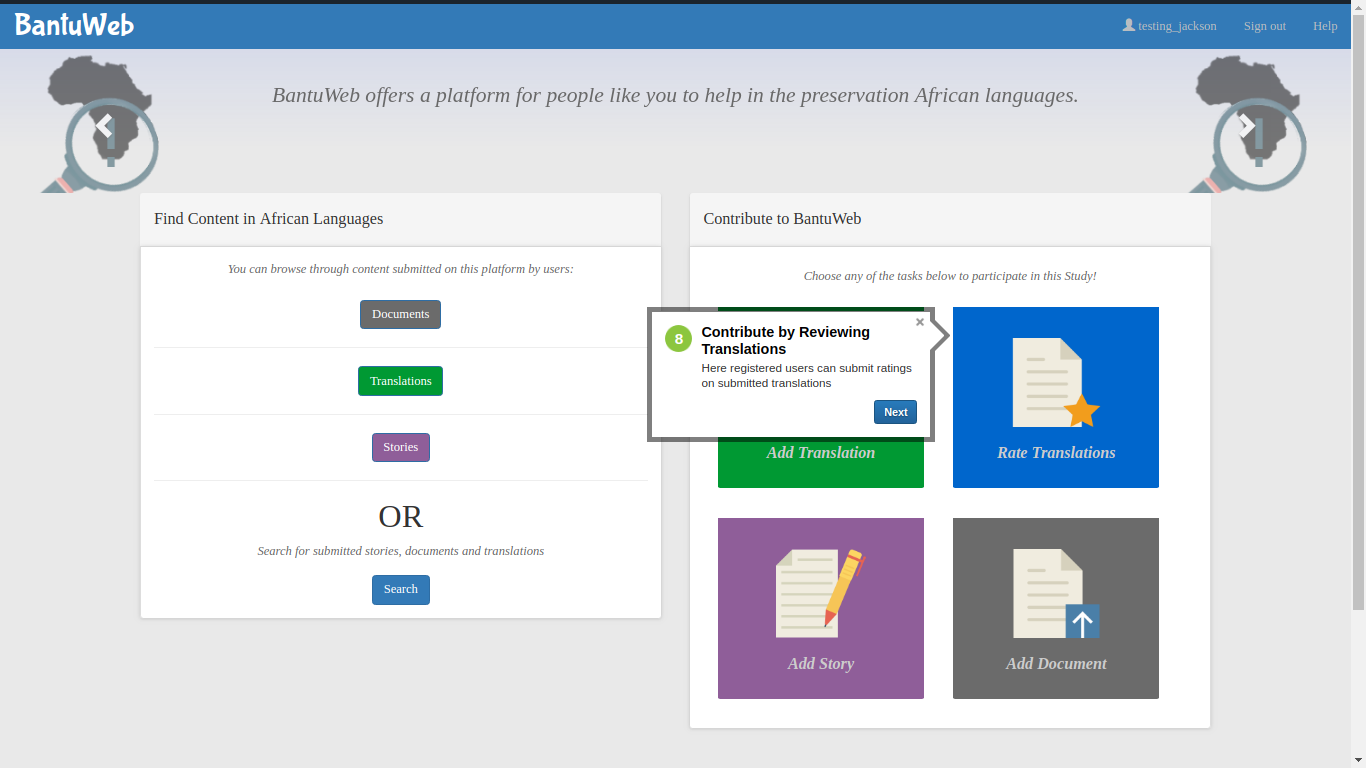 BantuWeb
testing_jackson Sign out Help
BantuWeb offers a platform for people like you to help in the preservation African languages.
Find Content in African Languages
You can browse through content submitted on this platform by users:
Documents
Translations
Stories
OR
Search for submitted stories, documents and translations
Search
Contribute to BantuWeb
Choose any of the tasks below to participate in this Study!
8
Contribute by Reviewing
Translations
Here registered users can submit ratings
on submitted translations
Next
Add Translation
Rate Translations
Add Story
Add Document